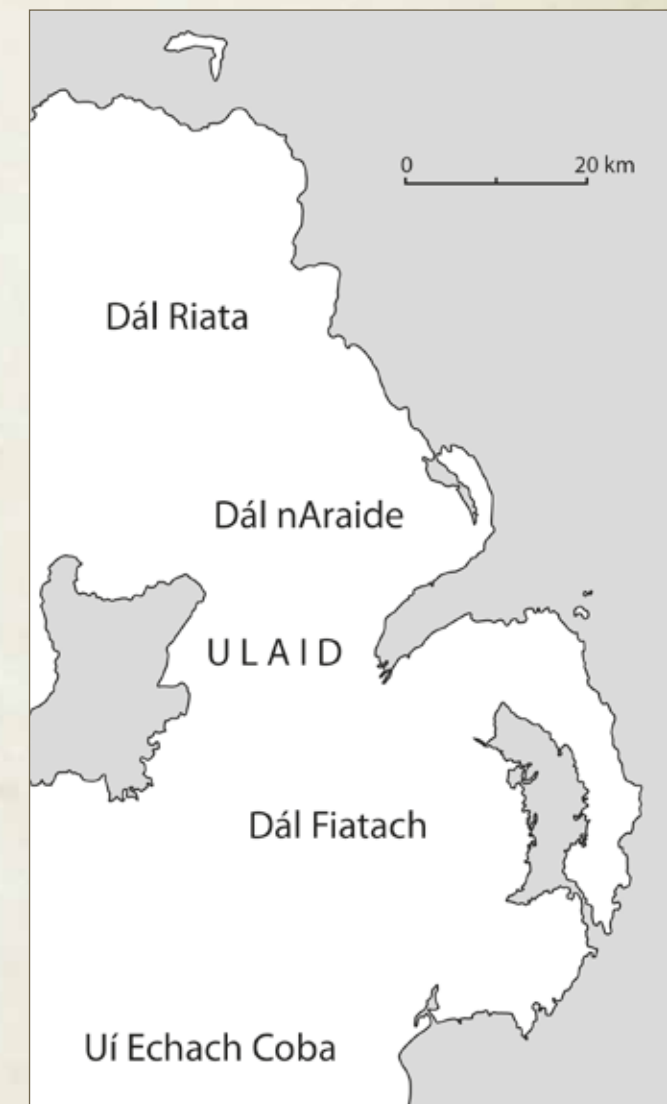 0 20 km
Dál Riata
Dál nAraide
ULAID
Dál Fiatach
Uí Echach Coba